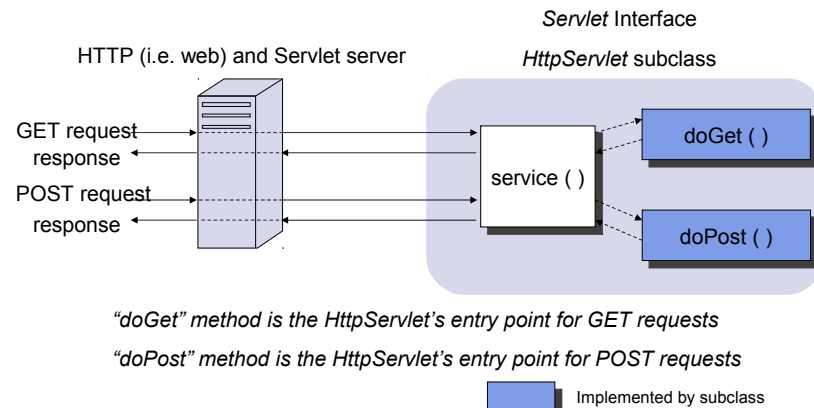 Servlet Interface
HTTP (i.e. web) and Servlet server
HttpServlet subclass
GET request
response
POST request
response
service ( )
doGet ( )
doPost ( )
“doGet” method is the HttpServlet’s entry point for GET requests
“doPost” method is the HttpServlet’s entry point for POST requests
Implemented by subclass